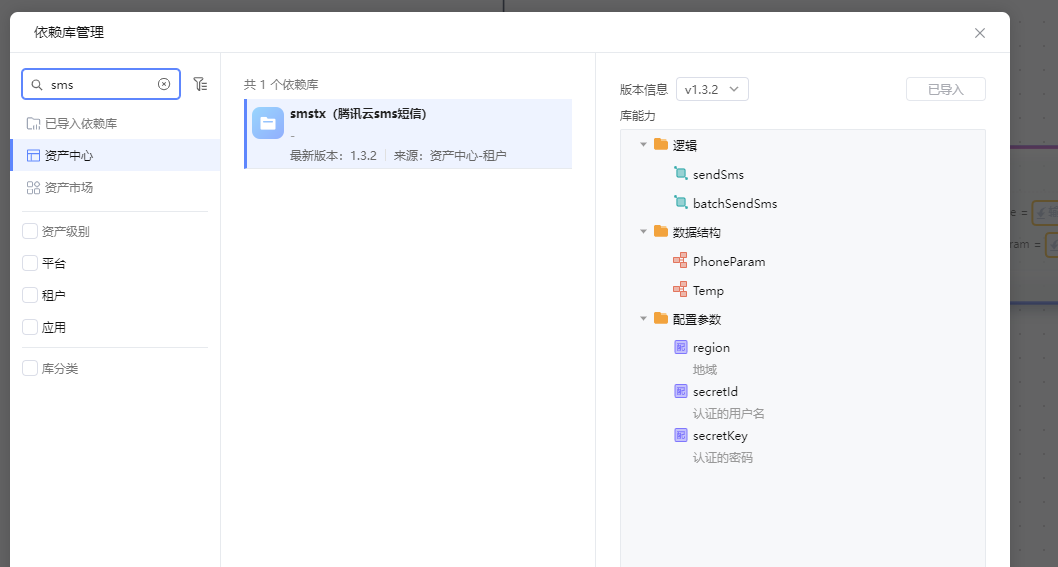 依赖库管理
sms
已导入依赖库
资产中心
资产市场
资产级别
平台
租户
应用
库分类
共 1 个依赖库
smstx（腾讯云sms短信）
-
最新版本：1.3.2 来源：资产中心-租户
版本信息 v1.3.2 已导入
库能力
逻辑
sendSms
batchSendSms
数据结构
PhoneParam
Temp
配置参数
配 region
地域
配 secretId
认证的用户名
配 secretKey
认证的密码
e =
ram =